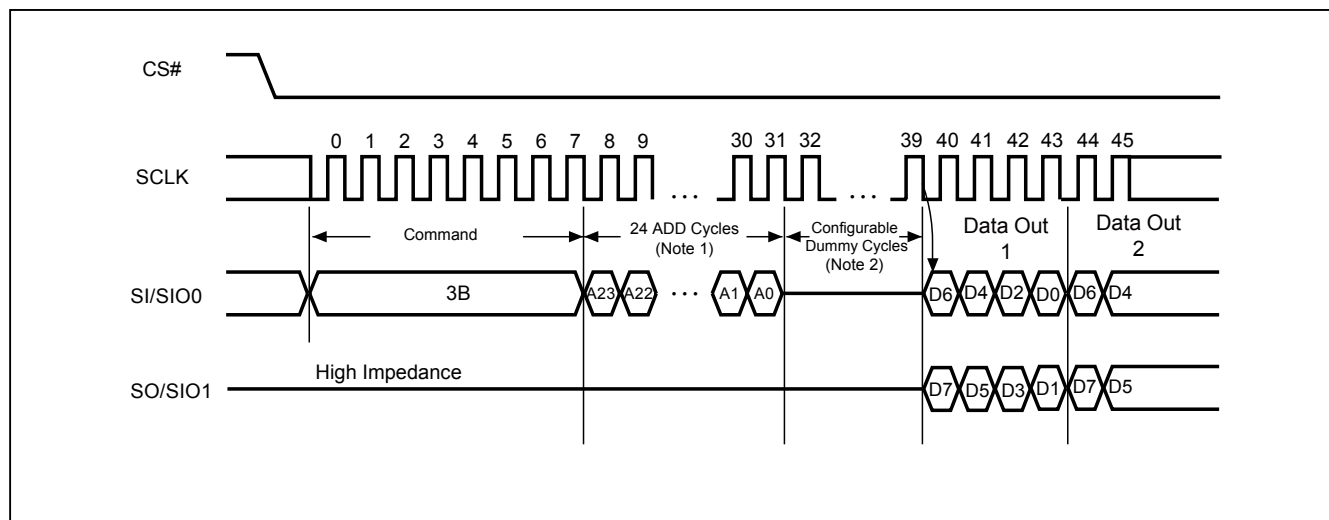 CS#
0 1 2 3 4 5 6 7 8 9 30 31 32 39 40 41 42 43 44 45
SCLK
... ...
Command
24 ADD Cycles
(Note 1)
Configurable
Dummy Cycles
(Note 2)
Data Out
1
Data Out
2
SI/SIO0
3B A23 A22 ... A1 A0 D6 D4 D2 D0 D6 D4
High Impedance
SO/SIO1
D7 D5 D3 D1 D7 D5